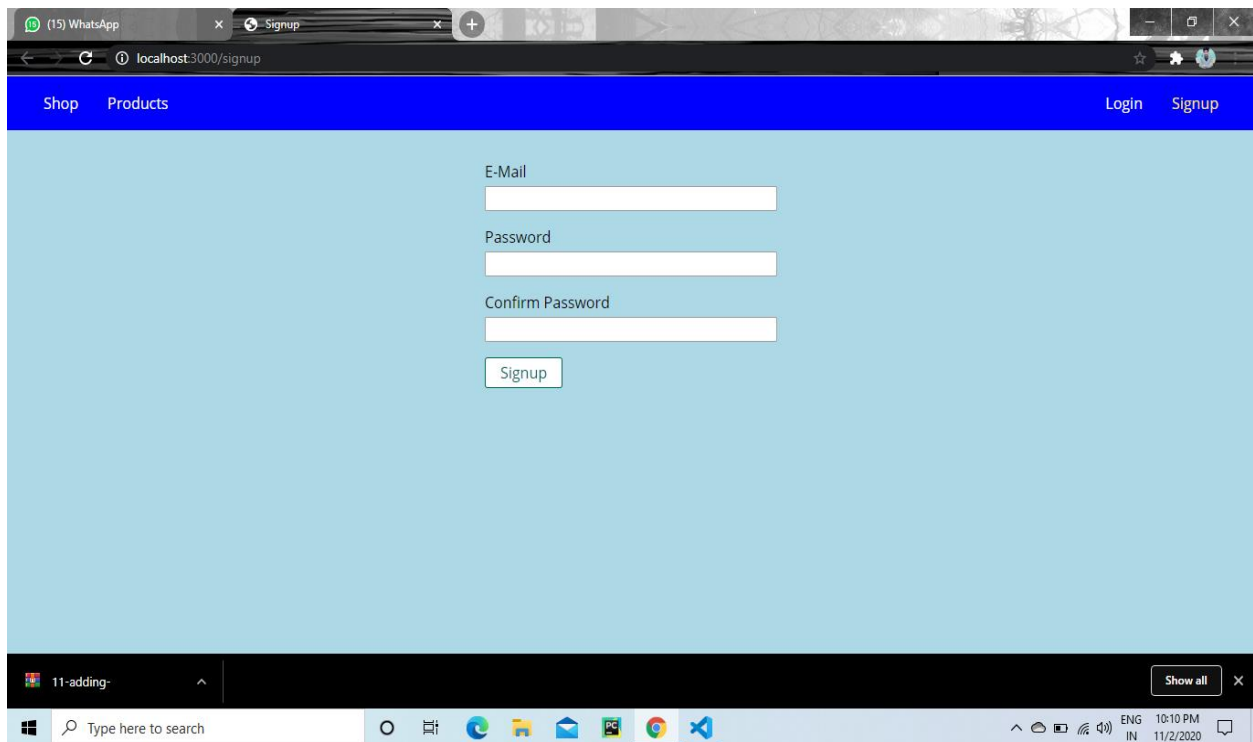 (15) WhatsApp
Signup
localhost:3000/signup
Shop Products Login Signup
E-Mail
Password
Confirm Password
Signup
11-adding-
Show all
Type here to search
PC
ENG 10:10 PM
IN 11/2/2020